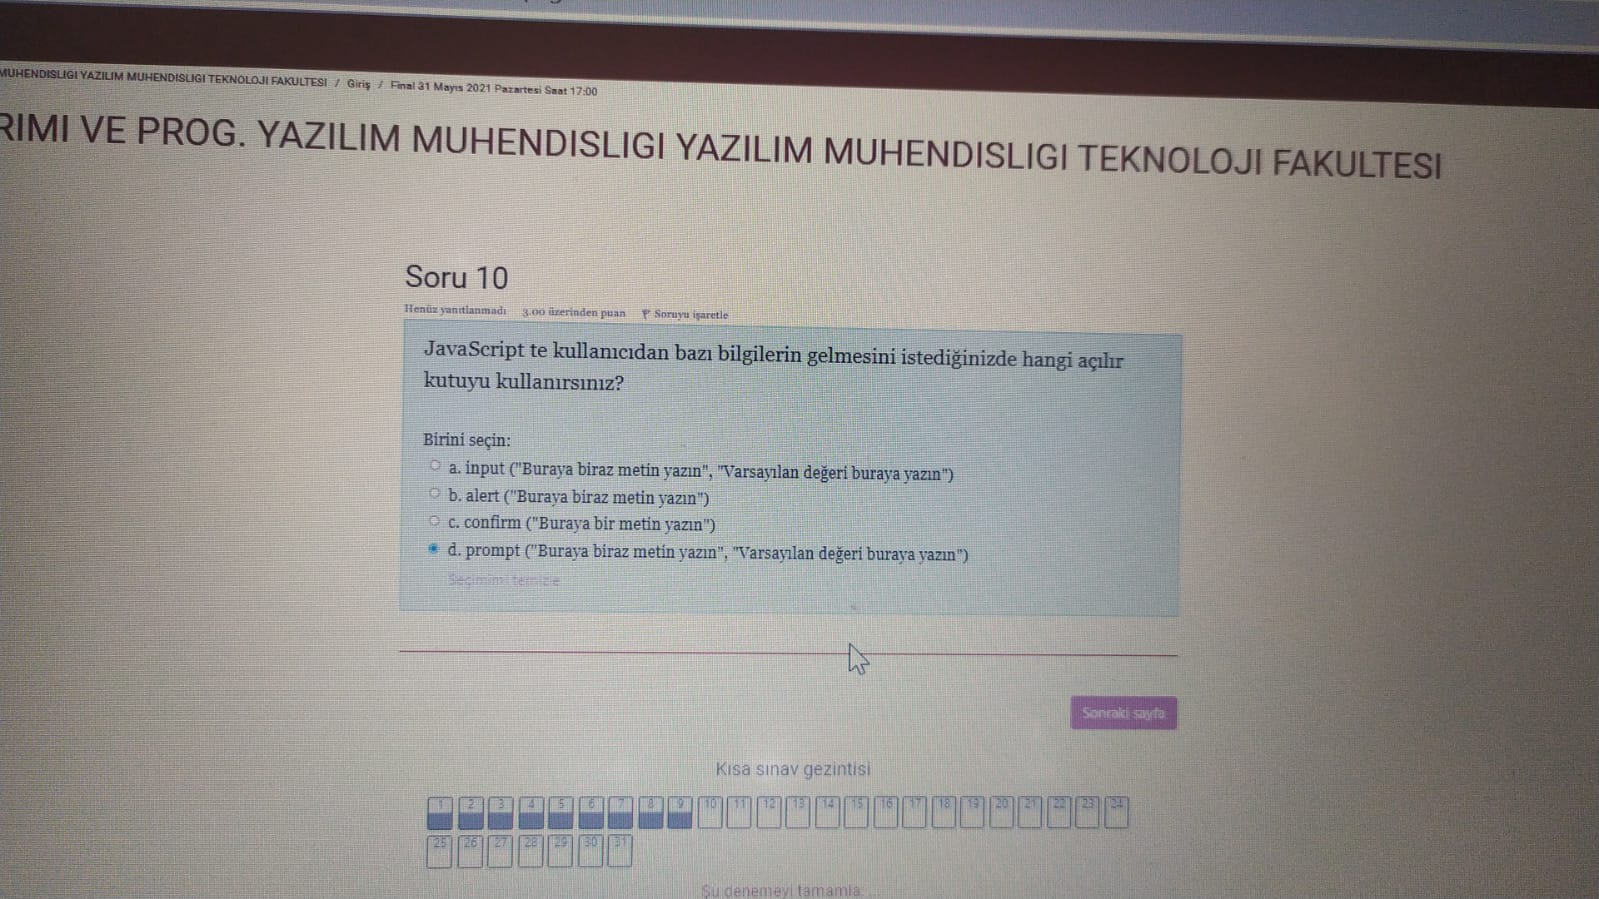 MUHENDISLIGI YAZILIM MUHENDISLIGI TEKNOLOJI FAKULTESI / Giriş / Final 31 Mayıs 2021 Pazartesi Saat 17:00
RIMI VE PROG. YAZILIM MUHENDISLIGI YAZILIM MUHENDISLIGI TEKNOLOJI FAKULTESI
Soru 10
Henüz yanıtlanmadı 3.00 üzerinden puan Soruyu işaretle
JavaScript te kullanıcıdan bazı bilgilerin gelmesini istediğinizde hangi açılır
kutuyu kullanırsınız?
Birini seçin:
a. input ("Buraya biraz metin yazın", "Varsayılan değeri buraya yazın")
b. alert ("Buraya biraz metin yazın")
c. confirm ("Buraya bir metin yazın")
d. prompt ("Buraya biraz metin yazın", "Varsayılan değeri buraya yazın")
Seçimimi temizle
Sonraki sayfa
Kısa sınav gezintisi
1 2 3 4 5 6 7 8 9 10 11 12 13 14 15 16 17 18 19 20 21 22 23 24
25 26 27 28 29 30 31
Şu denemeyi tamamla...